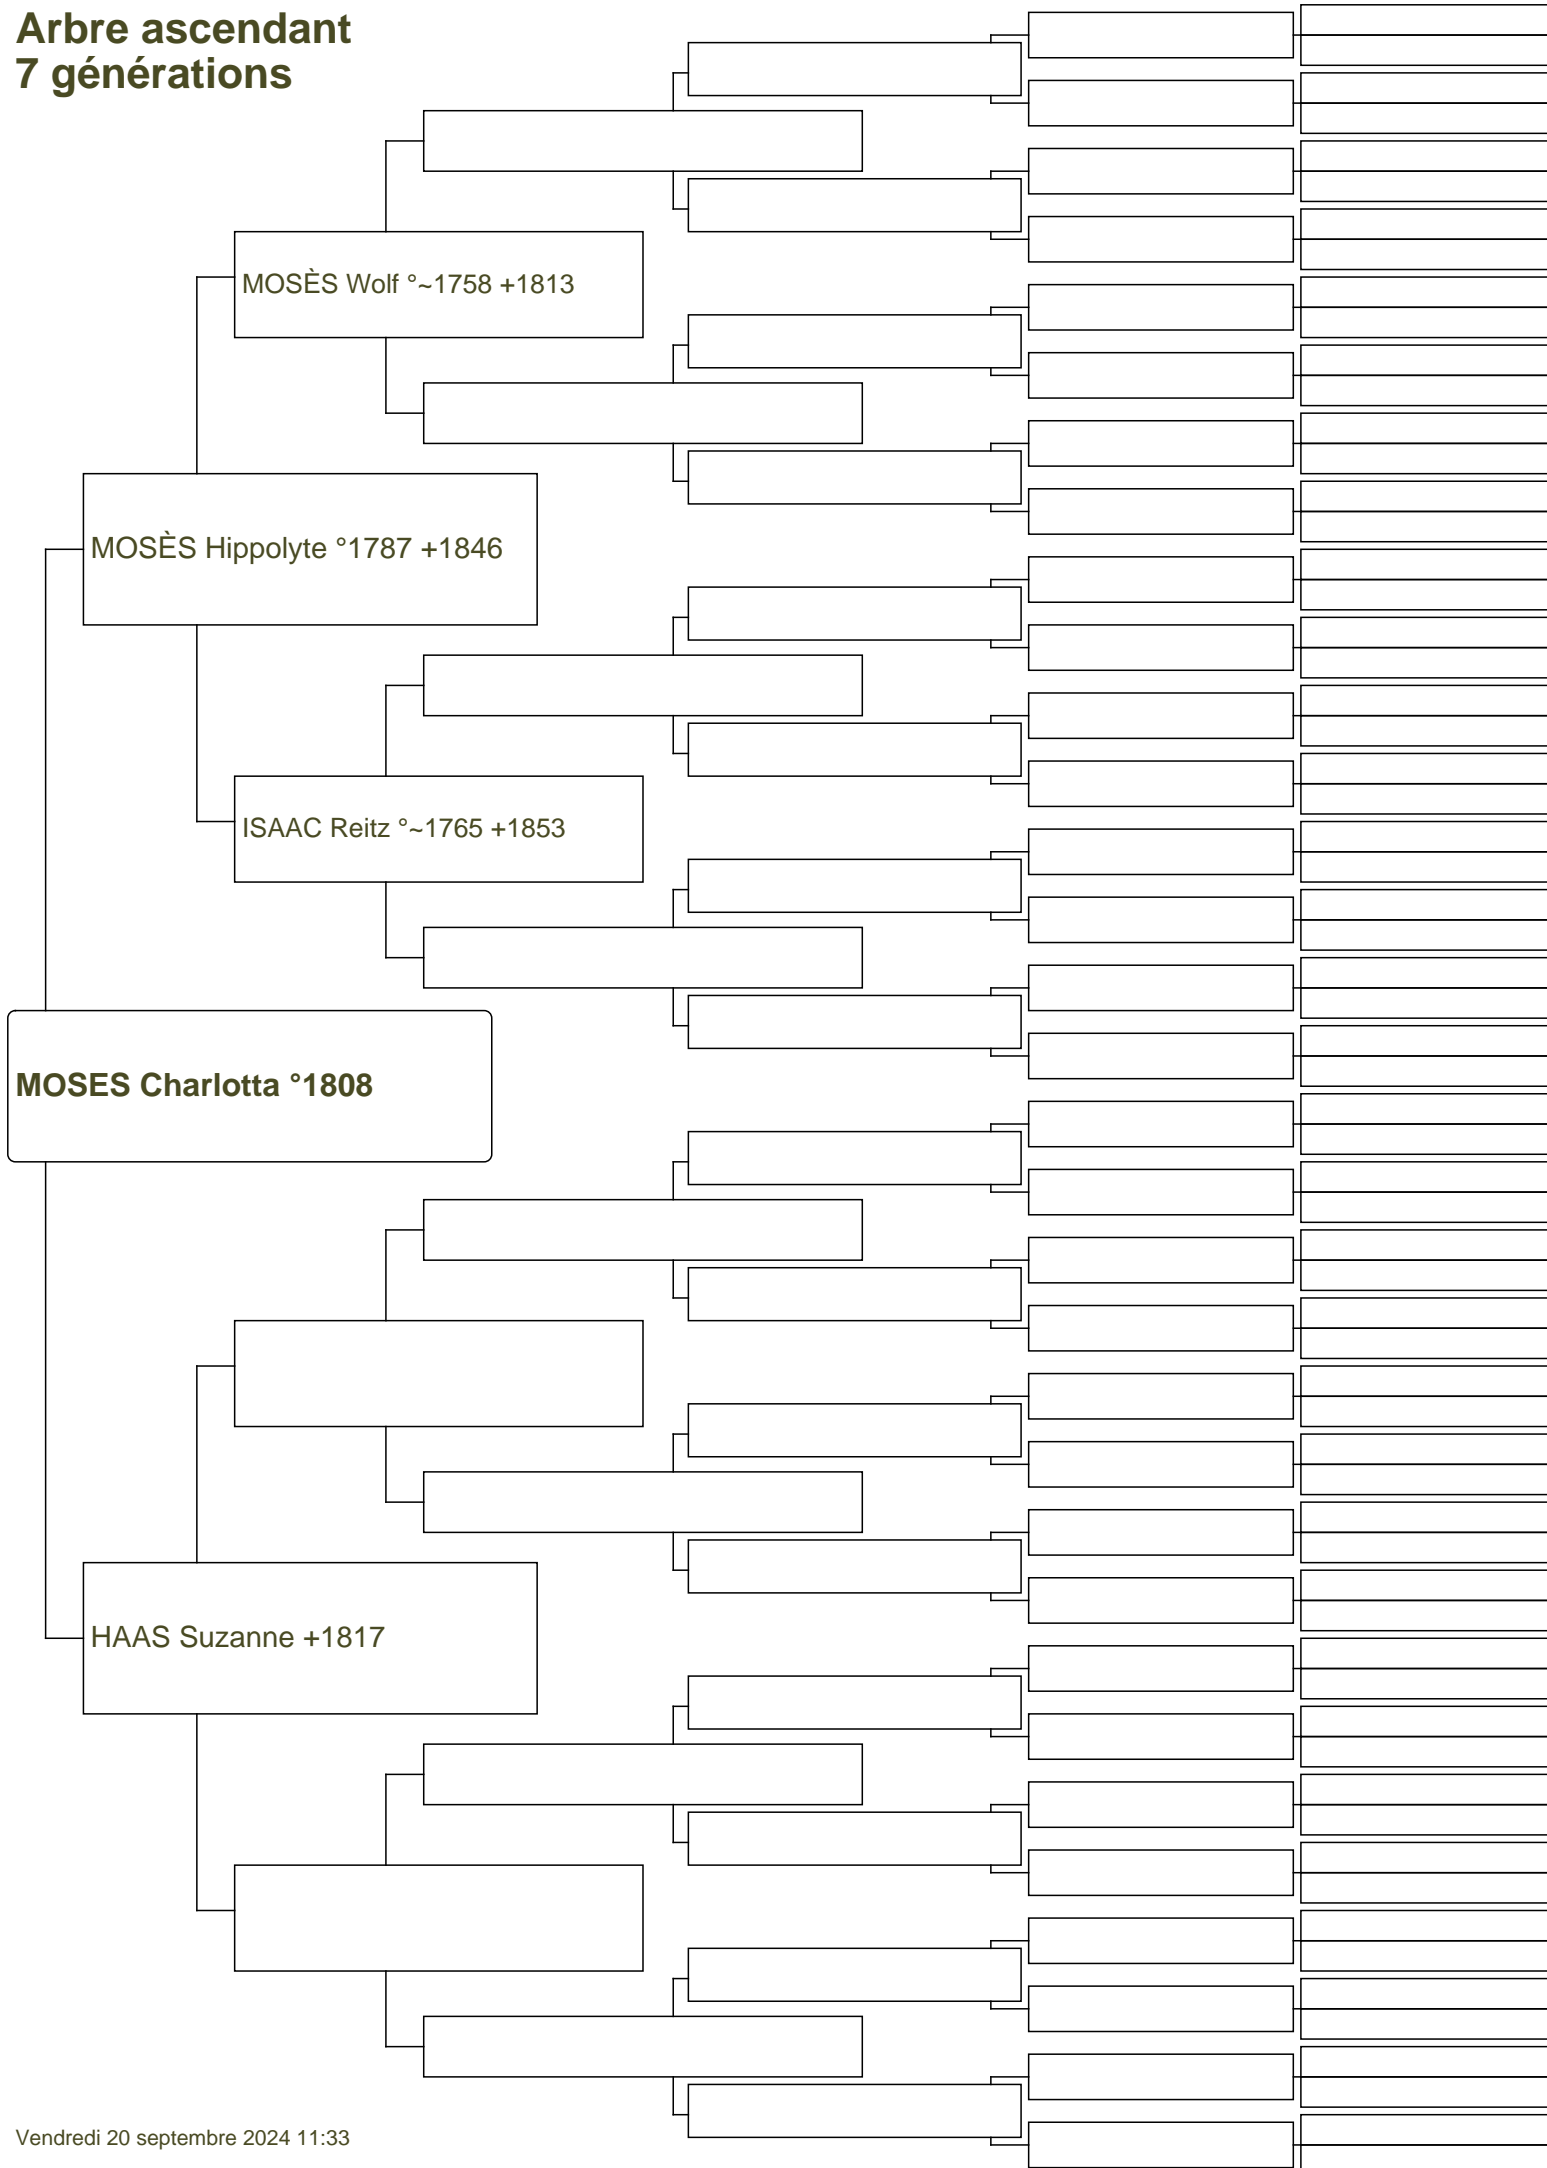 Arbre ascendant
7 générations
MOSÈS Wolf °~1758 +1813
MOSÈS Hippolyte °1787 +1846
ISAAC Reitz °~1765 +1853
MOSES Charlotta °1808
HAAS Suzanne +1817
Vendredi 20 septembre 2024 11:33